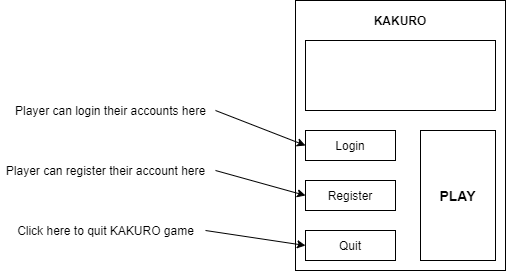 KAKURO
Player can login their accounts here
Login
Player can register their account here
Register
PLAY
Click here to quit KAKURO game
Quit